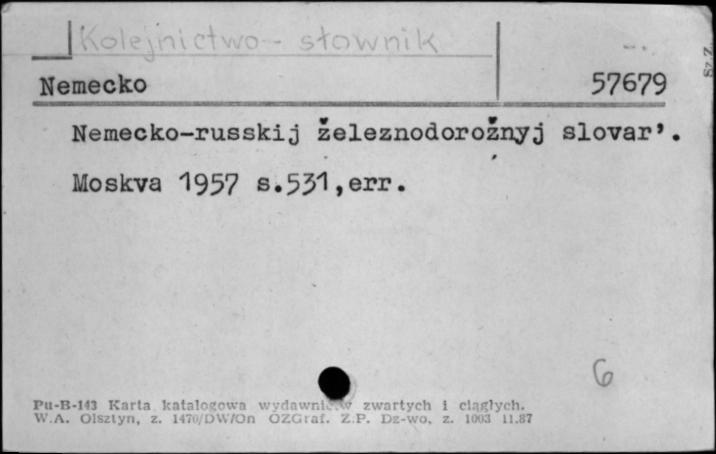 Kolejnictwo - słownik
Nemecko 57679
Nemecko-russkij železnodorožnyj slovar'.
Moskva 1957 s.531,err.
6
Pu-B-143 Karta katalogowa wydawnictw zwartych i ciągłych.
W.A. Olsztyn, z. 1470/DW/On OZGraf. Z.P. Dz-wo, z. 1003 11.87
Sz.Z.